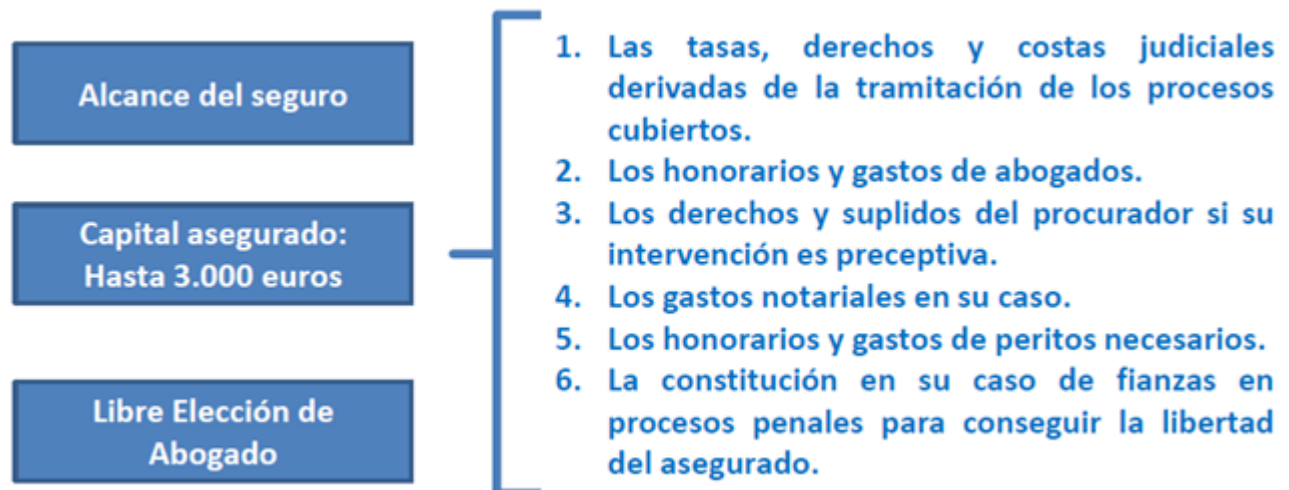 Alcance del seguro
Capital asegurado:
Hasta 3.000 euros
Libre Elección de
Abogado
1. Las tasas, derechos y costas judiciales
derivadas de la tramitación de los procesos
cubiertos.
2. Los honorarios y gastos de abogados.
3. Los derechos y suplidos del procurador si su
intervención es preceptiva.
4. Los gastos notariales en su caso.
5. Los honorarios y gastos de peritos necesarios.
6. La constitución en su caso de fianzas en
procesos penales para conseguir la libertad
del asegurado.